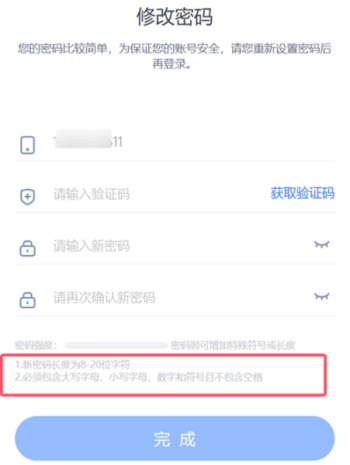 修改密码
您的密码比较简单，为保证您的账号安全，请您重新设置密码后
再登录。
11
请输入验证码 获取验证码
请输入新密码
请再次确认新密码
密码强度： 密码弱可增加特殊符号或长度
1.新密码长度为8-20位字符
2.必须包含大写字母、小写字母、数字和符号且不包含空格
完 成